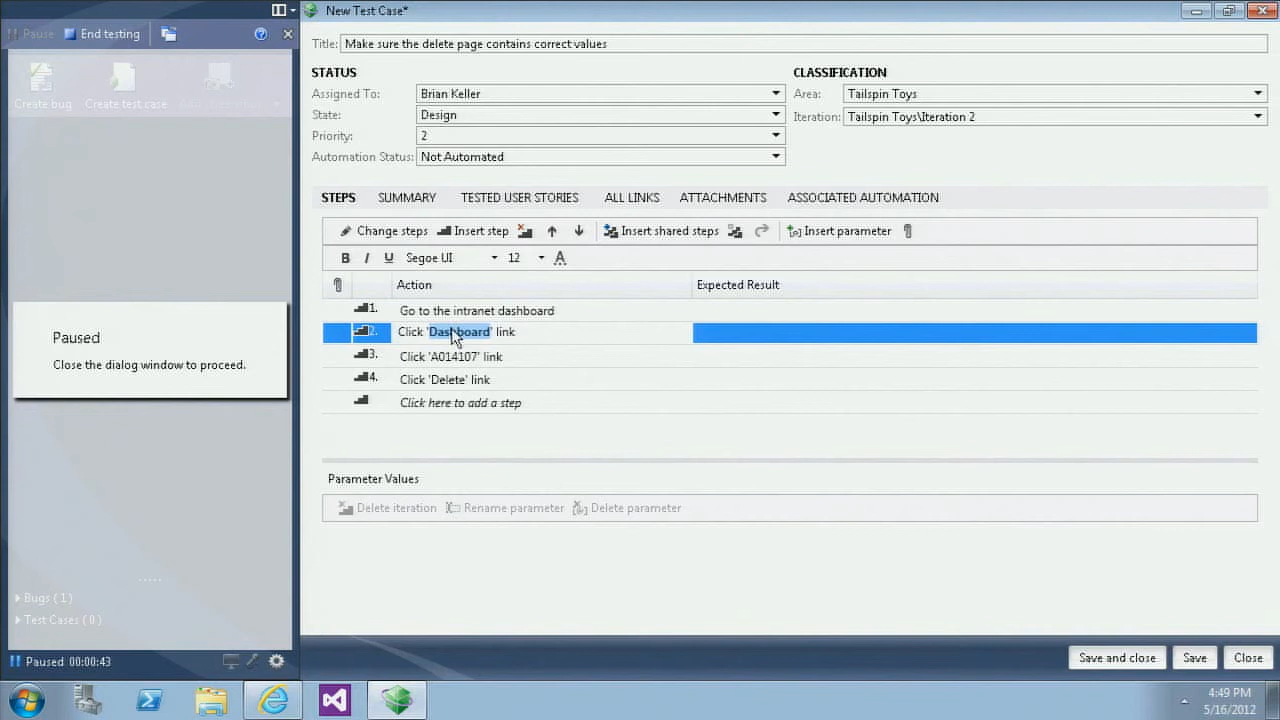 New Test Case*
Pause
End testing
Create bug
Create test case
Title: Make sure the delete page contains correct values
STATUS
CLASSIFICATION
Assigned To: Brian Keller
Area: Tailspin Toys
State: Design
Iteration: Tailspin Toys\Iteration 2
Priority: 2
Automation Status: Not Automated
STEPS SUMMARY TESTED USER STORIES ALL LINKS ATTACHMENTS ASSOCIATED AUTOMATION
Change steps Insert step Insert shared steps Insert parameter
B I U Segoe UI 12 A
Action Expected Result
1. Go to the intranet dashboard
2. Click 'Dashboard' link
3. Click 'A014107' link
4. Click 'Delete' link
Click here to add a step
Paused
Close the dialog window to proceed.
Parameter Values
Delete iteration Rename parameter Delete parameter
Bugs ( 1 )
Test Cases ( 0 )
Paused 00:00:43
Save and close Save Close
4:49 PM
5/16/2012